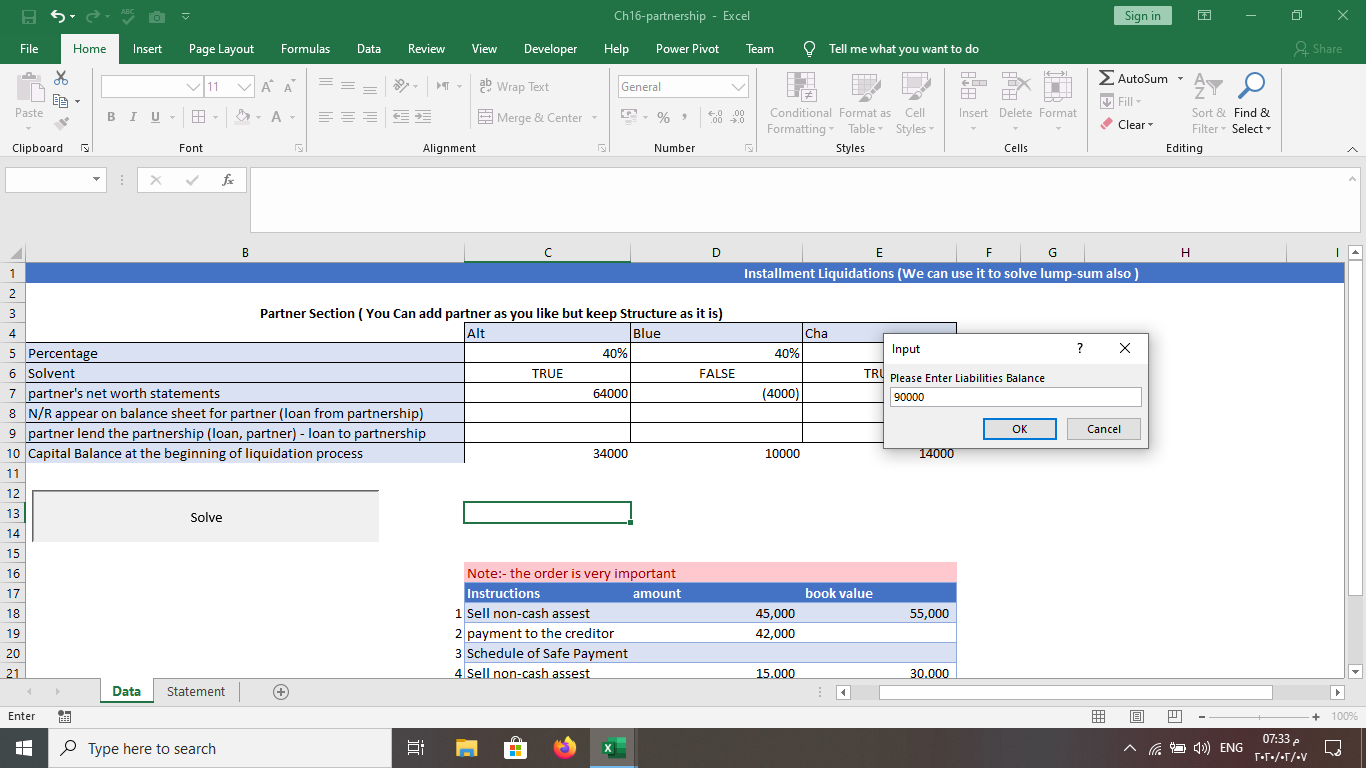 Ch16-partnership - Excel
Sign in
File Home Insert Page Layout Formulas Data Review View Developer Help Power Pivot Team Tell me what you want to do Share
Paste
Clipboard
11
B I U A
Font
Wrap Text
Merge & Center
Alignment
General
% ,
Number
Conditional Formatting
Format as Table
Cell Styles
Styles
Insert Delete Format
Cells
AutoSum
Fill
Clear
Sort & Filter
Find & Select
Editing
fx
B C D E F G H I
1 Installment Liquidations (We can use it to solve lump-sum also )
2
3 Partner Section ( You Can add partner as you like but keep Structure as it is)
4 Alt Blue Cha
5 Percentage 40% 40%
6 Solvent TRUE FALSE TRU
7 partner's net worth statements 64000 (4000)
8 N/R appear on balance sheet for partner (loan from partnership)
9 partner lend the partnership (loan, partner) - loan to partnership
10 Capital Balance at the beginning of liquidation process 34000 10000 14000
Input ?
Please Enter Liabilities Balance
90000
OK Cancel
11
12
13 Solve
14
15
16 Note:- the order is very important
17 Instructions amount book value
18 1 Sell non-cash assest 45,000 55,000
19 2 payment to the creditor 42,000
20 3 Schedule of Safe Payment
21 4 Sell non-cash assest 15,000 30,000
Data Statement
Enter 100%
Type here to search
ENG
07:33 م
٢٠٢٠/٠٢/٠٧